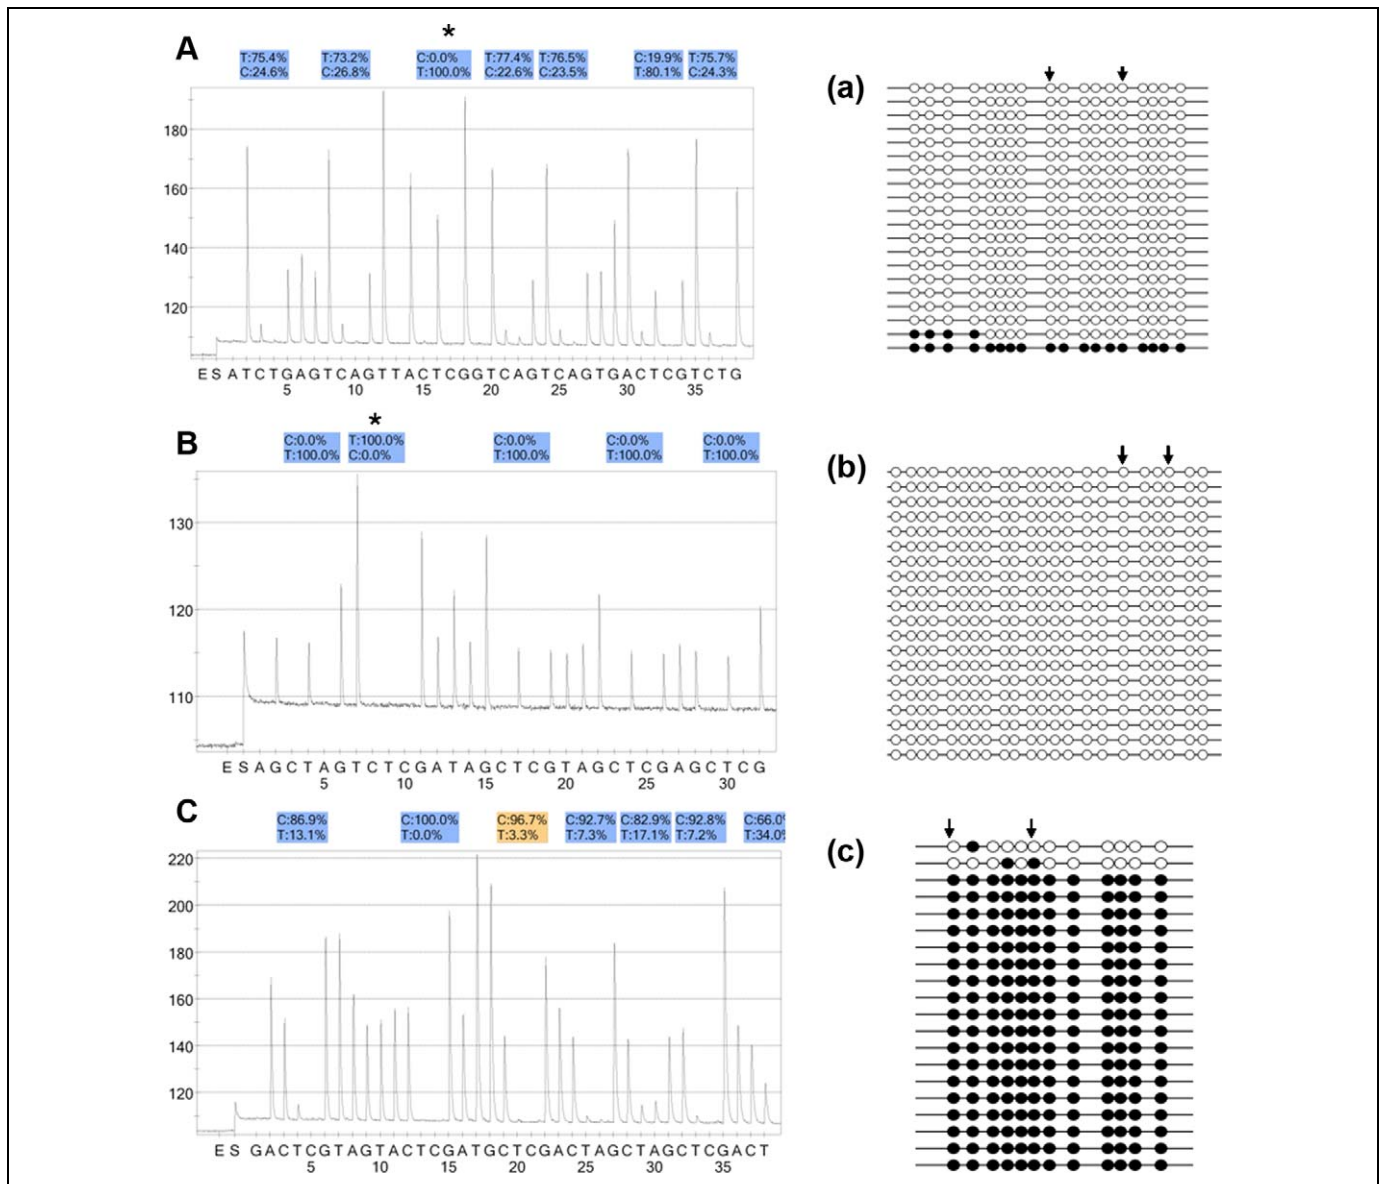 A
*
T:75.4% T:73.2% C:0.0% T:77.4% T:76.5% C:19.9% T:75.7%
C:24.6% C:26.8% T:100.0% C:22.6% C:23.5% T:80.1% C:24.3%
180
160
140
120
E S A T C T G A G T C A G T T A C T C G G T C A G T C A G T G A C T C G T C T G
5 10 15 20 25 30 35
(a)
B
*
C:0.0% T:100.0% C:0.0% C:0.0% C:0.0%
T:100.0% C:0.0% T:100.0% T:100.0% T:100.0%
130
120
110
E S A G C T A G T C T C G A T A G C T C G T A G C T C G A G C T C G
5 10 15 20 25 30
(b)
C
C:86.9% C:100.0% C:96.7% C:92.7% C:82.9% C:92.8% C:66.0
T:13.1% T:0.0% T:3.3% T:7.3% T:17.1% T:7.2% T:34.0
220
200
180
160
140
120
E S G A C T C G T A G T A C T C G A T G C T C G A C T A G C T A G C T C G A C T
5 10 15 20 25 30 35
(c)